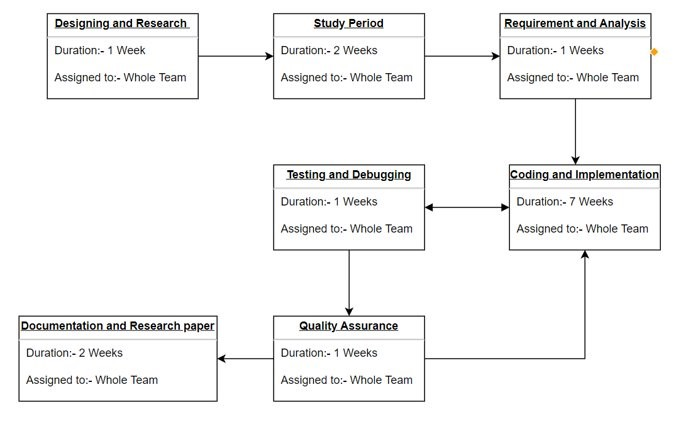 Designing and Research
Duration:- 1 Week
Assigned to:- Whole Team
Study Period
Duration:- 2 Weeks
Assigned to:- Whole Team
Requirement and Analysis
Duration:- 1 Weeks
Assigned to:- Whole Team
Testing and Debugging
Duration:- 1 Weeks
Assigned to:- Whole Team
Coding and Implementation
Duration:- 7 Weeks
Assigned to:- Whole Team
Documentation and Research paper
Duration:- 2 Weeks
Assigned to:- Whole Team
Quality Assurance
Duration:- 1 Weeks
Assigned to:- Whole Team